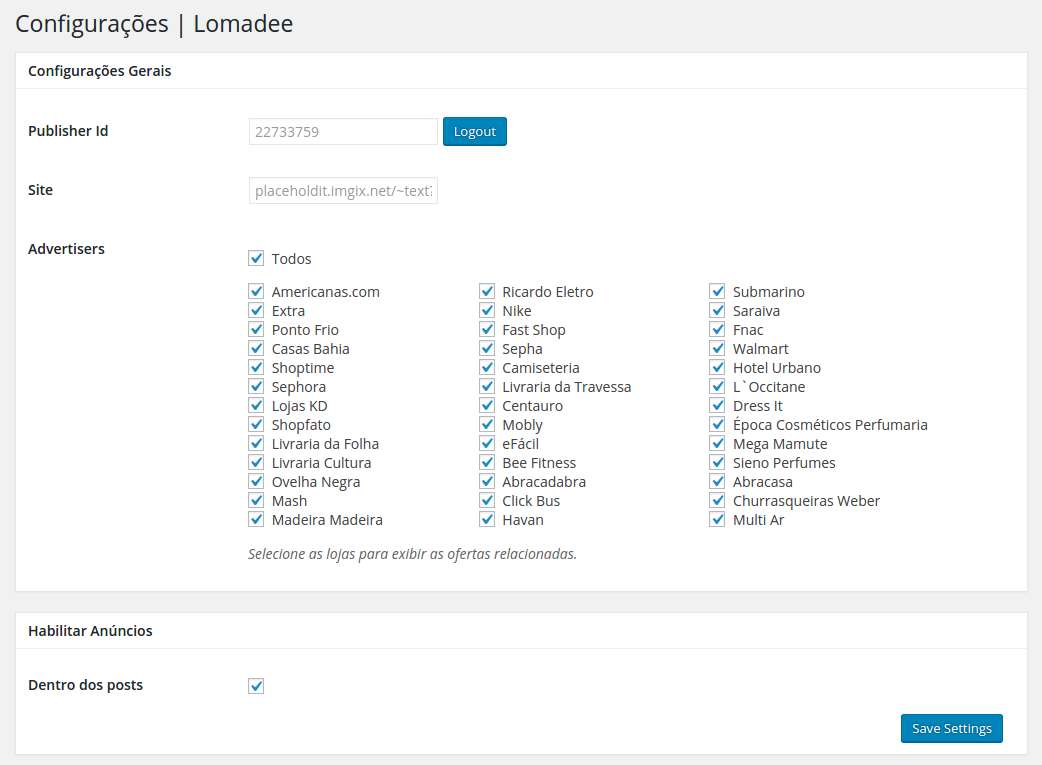 Configurações | Lomadee
Configurações Gerais
Publisher Id 22733759 Logout
Site placeholdit.imgix.net/~text?
Advertisers Todos
Americanas.com Ricardo Eletro Submarino
Extra Nike Saraiva
Ponto Frio Fast Shop Fnac
Casas Bahia Sepha Walmart
Shoptime Camiseteria Hotel Urbano
Sephora Livraria da Travessa L`Occitane
Lojas KD Centauro Dress It
Shopfato Mobly Época Cosméticos Perfumaria
Livraria da Folha eFácil Mega Mamute
Livraria Cultura Bee Fitness Sieno Perfumes
Ovelha Negra Abracadabra Abracasa
Mash Click Bus Churrasqueiras Weber
Madeira Madeira Havan Multi Ar
Selecione as lojas para exibir as ofertas relacionadas.
Habilitar Anúncios
Dentro dos posts
Save Settings